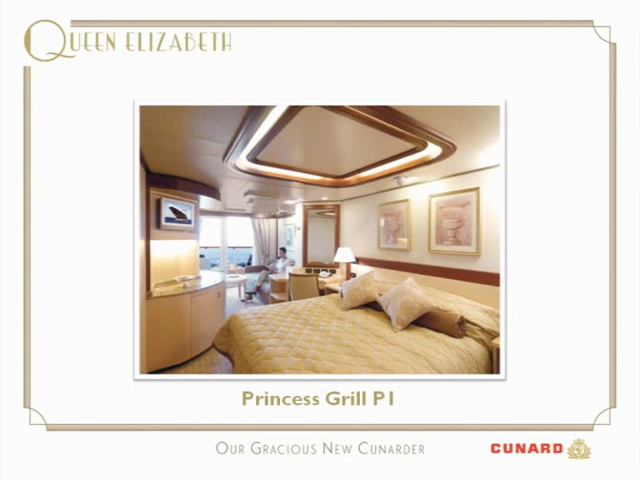 QUEEN ELIZABETH
Princess Grill P1
OUR GRACIOUS NEW CUNARDER
CUNARD